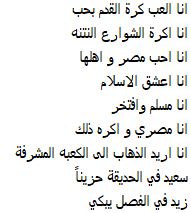 انا العب كرة القدم بحب
انا اكرة الشوارع النتنه
انا احب مصر و اهلها
انا اعشق الاسلام
انا مسلم وافتخر
انا مصري و اكره ذلك
انا اريد الذهاب الى الكعبه المشرفة
سعيد في الحديقة حزيناً
زيد في الفصل يبكي